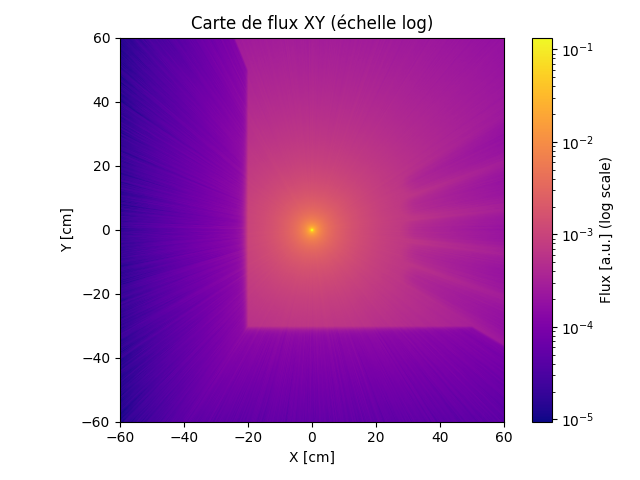 Carte de flux XY (échelle log)
60
40
20
0
−20
−40
−60
Y [cm]
−60 −40 −20 0 20 40 60
X [cm]
10⁻¹
10⁻²
10⁻³
10⁻⁴
10⁻⁵
Flux [a.u.] (log scale)